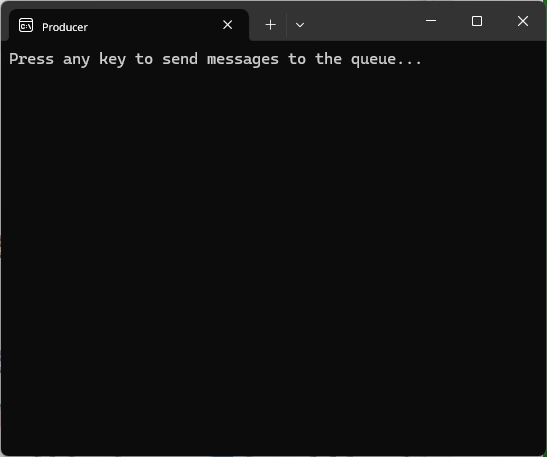 Producer
Press any key to send messages to the queue...